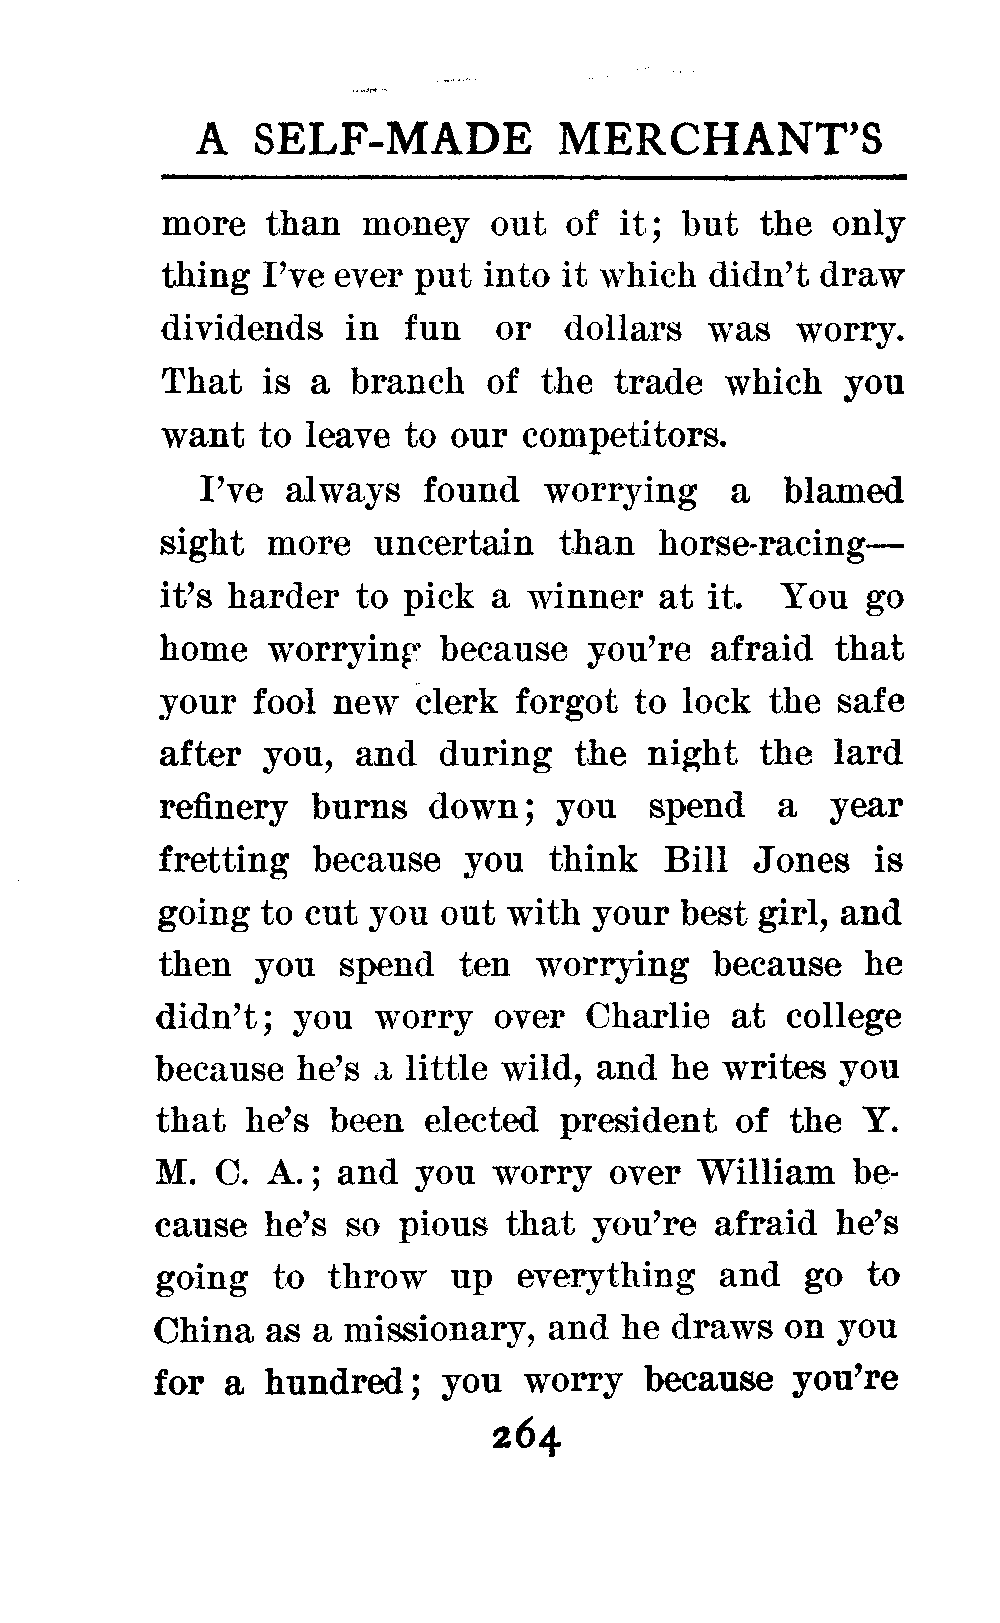 A SELF-MADE MERCHANT'S
more than money out of it; but the only
thing I've ever put into it which didn't draw
dividends in fun or dollars was worry.
That is a branch of the trade which you
want to leave to our competitors.
I've always found worrying a blamed
sight more uncertain than horse-racing—
it's harder to pick a winner at it. You go
home worrying because you're afraid that
your fool new clerk forgot to lock the safe
after you, and during the night the lard
refinery burns down; you spend a year
fretting because you think Bill Jones is
going to cut you out with your best girl, and
then you spend ten worrying because he
didn't; you worry over Charlie at college
because he's a little wild, and he writes you
that he's been elected president of the Y.
M. C. A.; and you worry over William be-
cause he's so pious that you're afraid he's
going to throw up everything and go to
China as a missionary, and he draws on you
for a hundred; you worry because you're
264